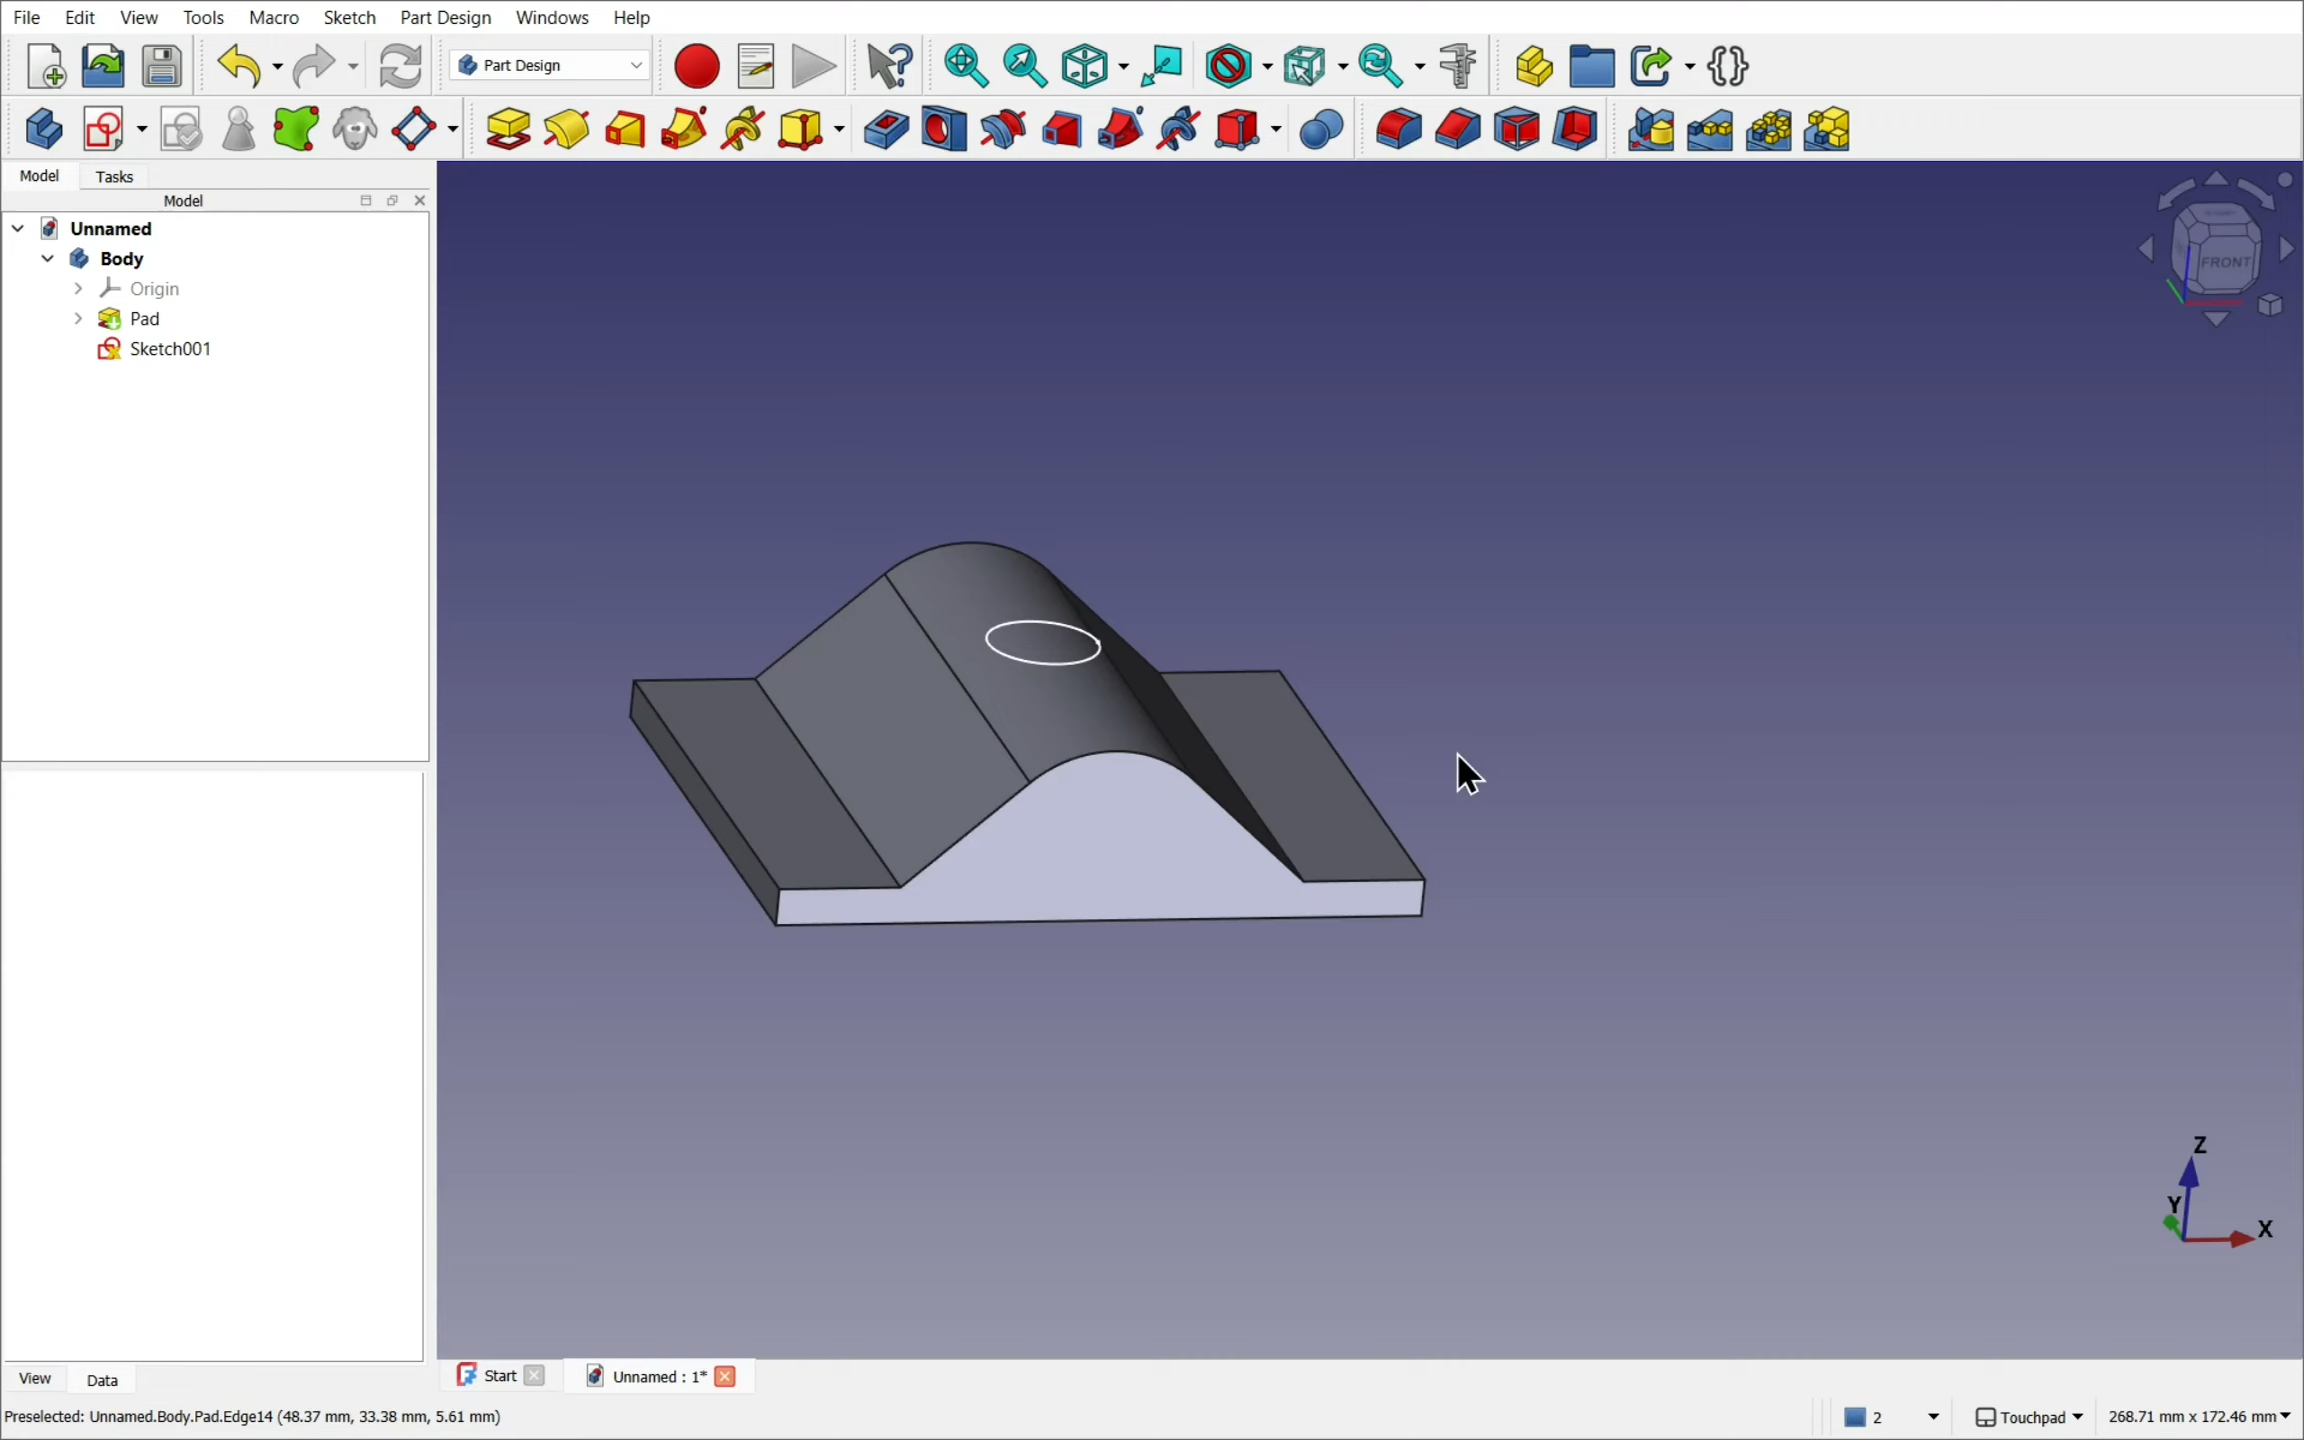 File Edit View Tools Macro Sketch Part Design Windows Help
Part Design
Model Tasks
Model
Unnamed
Body
Origin
Pad
Sketch001
FRONT
Z
Y
X
View Data
Start Unnamed : 1*
Preselected: Unnamed.Body.Pad.Edge14 (48.37 mm, 33.38 mm, 5.61 mm)
2 Touchpad 268.71 mm x 172.46 mm